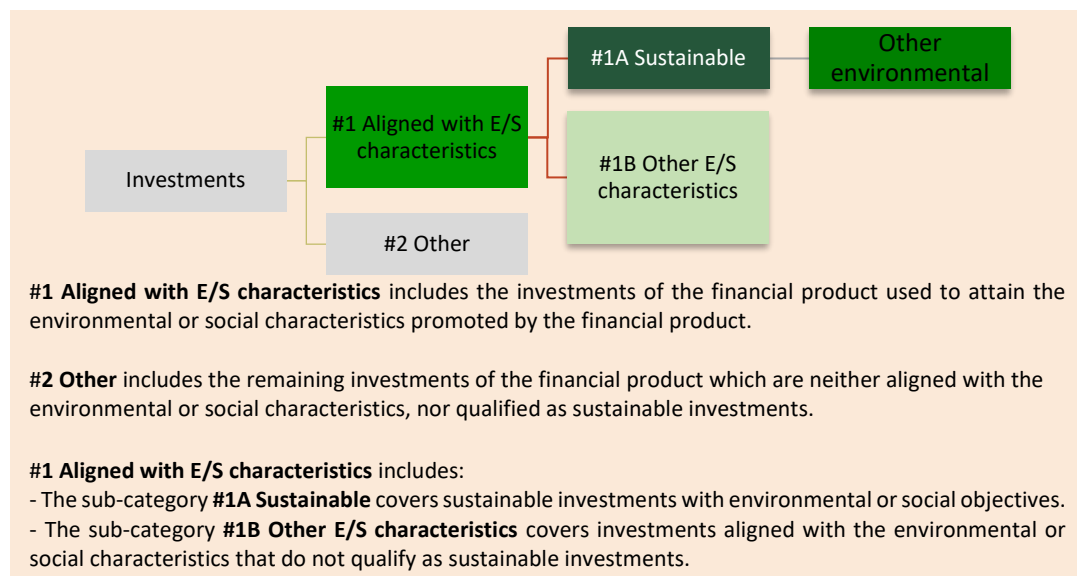 #1A Sustainable
Other
environmental
#1 Aligned with E/S
characteristics
#1B Other E/S
characteristics
Investments
#2 Other
#1 Aligned with E/S characteristics includes the investments of the financial product used to attain the
environmental or social characteristics promoted by the financial product.
#2 Other includes the remaining investments of the financial product which are neither aligned with the
environmental or social characteristics, nor qualified as sustainable investments.
#1 Aligned with E/S characteristics includes:
- The sub-category #1A Sustainable covers sustainable investments with environmental or social objectives.
- The sub-category #1B Other E/S characteristics covers investments aligned with the environmental or
social characteristics that do not qualify as sustainable investments.